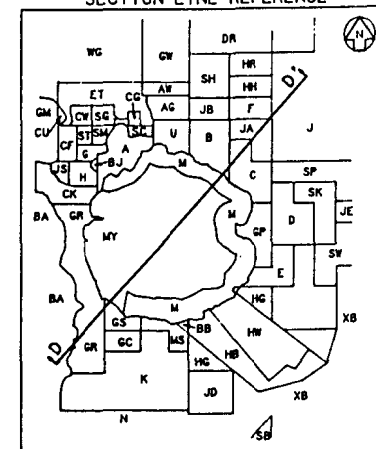 SECTION LINE REFERENCE
N
DR
WG
GW
HR
SH
D'
ET
CG
AW
HH
GM
CW
SG
AG
JB
F
CU
CF
ST
SM
SC
U
B
JA
J
G
A
JS
H
BJ
M
C
SP
CK
SK
BA
GR
M
D
JE
MY
GP
SW
BA
E
M
HG
XB
GS
BB
HW
D
GR
GC
MS
HG
HB
K
JD
XB
N
SB